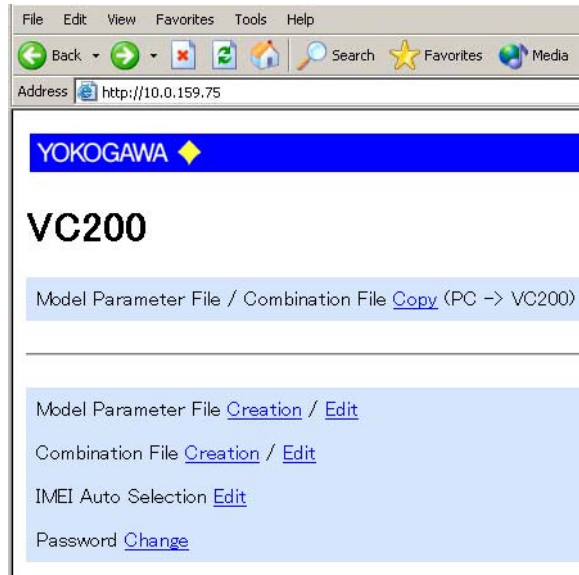 File Edit View Favorites Tools Help
Back Search Favorites Media
Address http://10.0.159.75
YOKOGAWA
VC200
Model Parameter File / Combination File Copy (PC -> VC200)
Model Parameter File Creation / Edit
Combination File Creation / Edit
IMEI Auto Selection Edit
Password Change